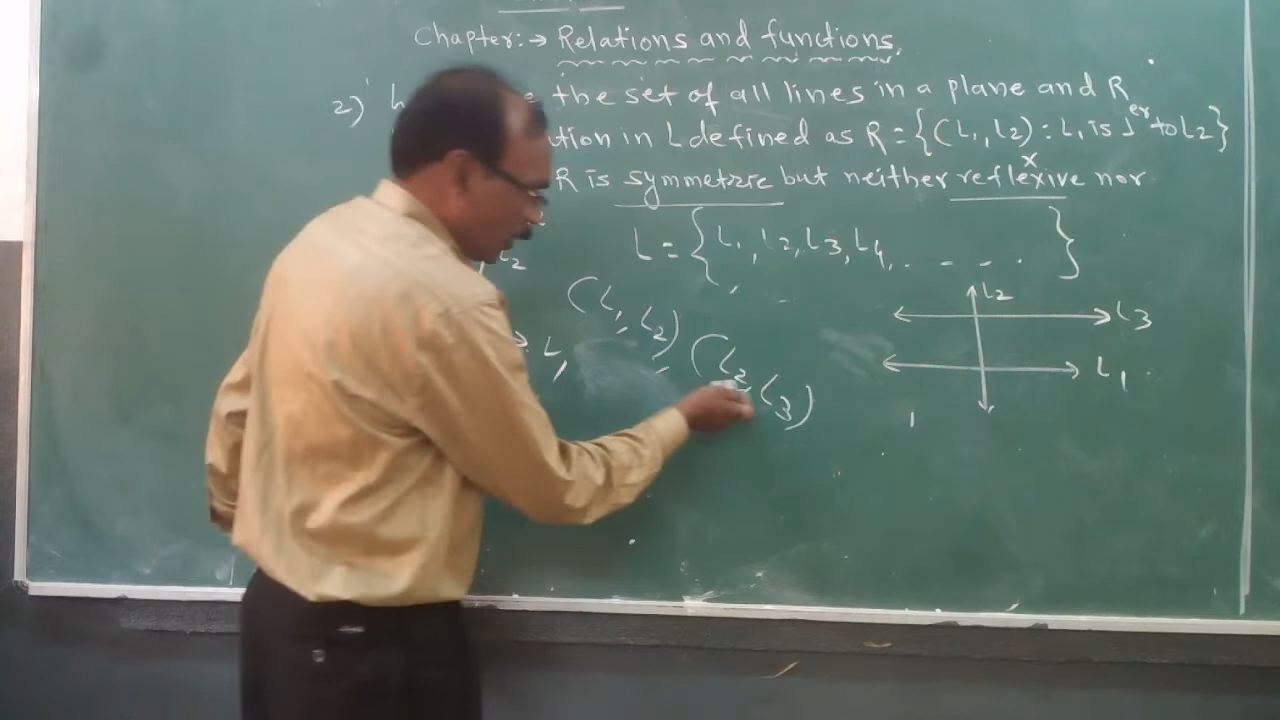 Chapter:→ Relations and functions.
2) the set of all lines in a plane and R
L defined as R = {(L1, L2) : L1 is ⊥er to L2}
R is symmetric but neither reflexive nor
x
L = { L1, L2, L3, L4, . - - - . }
L2
(L1, L2)
L2
L3
L1
(L2, L3)
L1